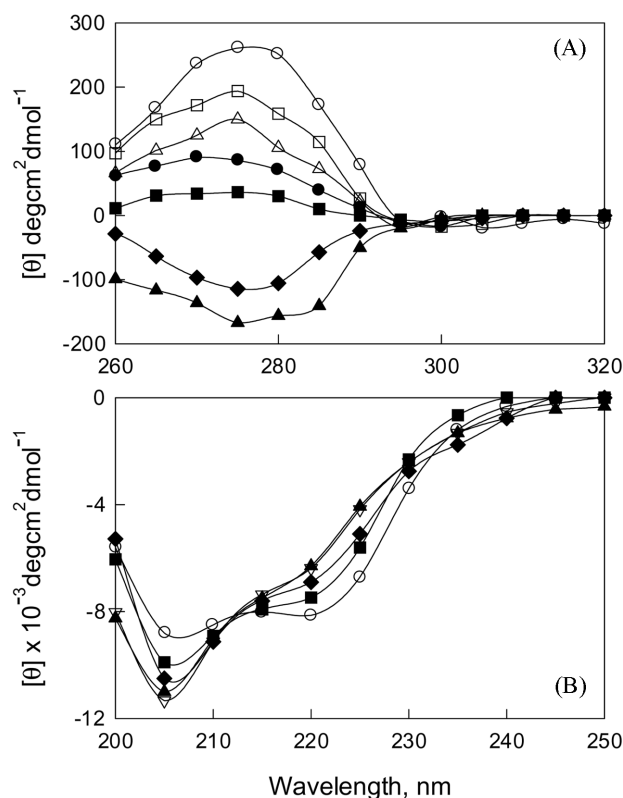 (A)
300
200
100
0
-100
-200
[θ] degcm²dmol⁻¹
260 280 300 320
(B)
0
-4
-8
-12
[θ] x 10⁻³degcm²dmol⁻¹
200 210 220 230 240 250
Wavelength, nm